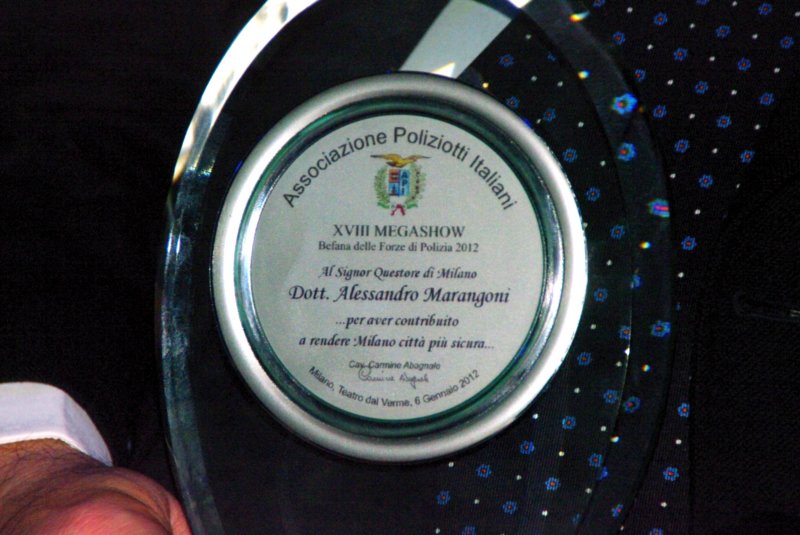 Associazione Poliziotti Italiani
XVIII MEGASHOW
Befana delle Forze di Polizia 2012
Al Signor Questore di Milano
Dott. Alessandro Marangoni
...per aver contribuito
a rendere Milano città più sicura...
Cav. Carmine Abagnale
Milano, Teatro dal Verme, 6 Gennaio 2012